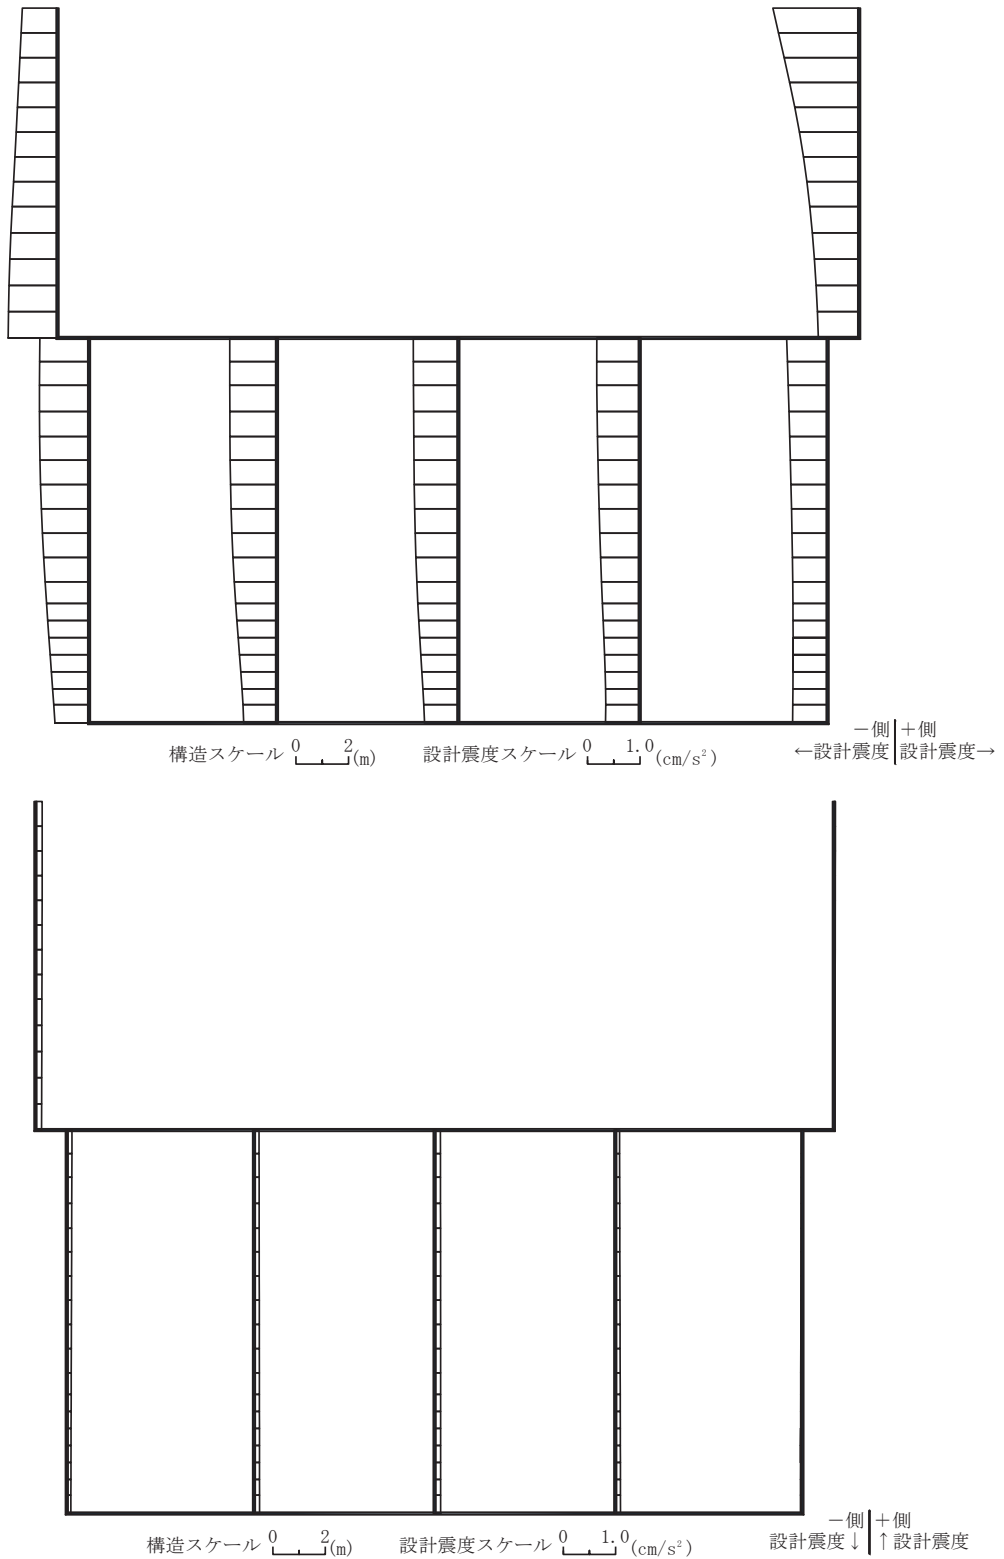 －側 ＋側
構造スケール 0 2 (m) 設計震度スケール 0 1.0 (cm/s²) ←設計震度 設計震度→
－側 ＋側
構造スケール 0 2 (m) 設計震度スケール 0 1.0 (cm/s²) 設計震度↓ ↑設計震度